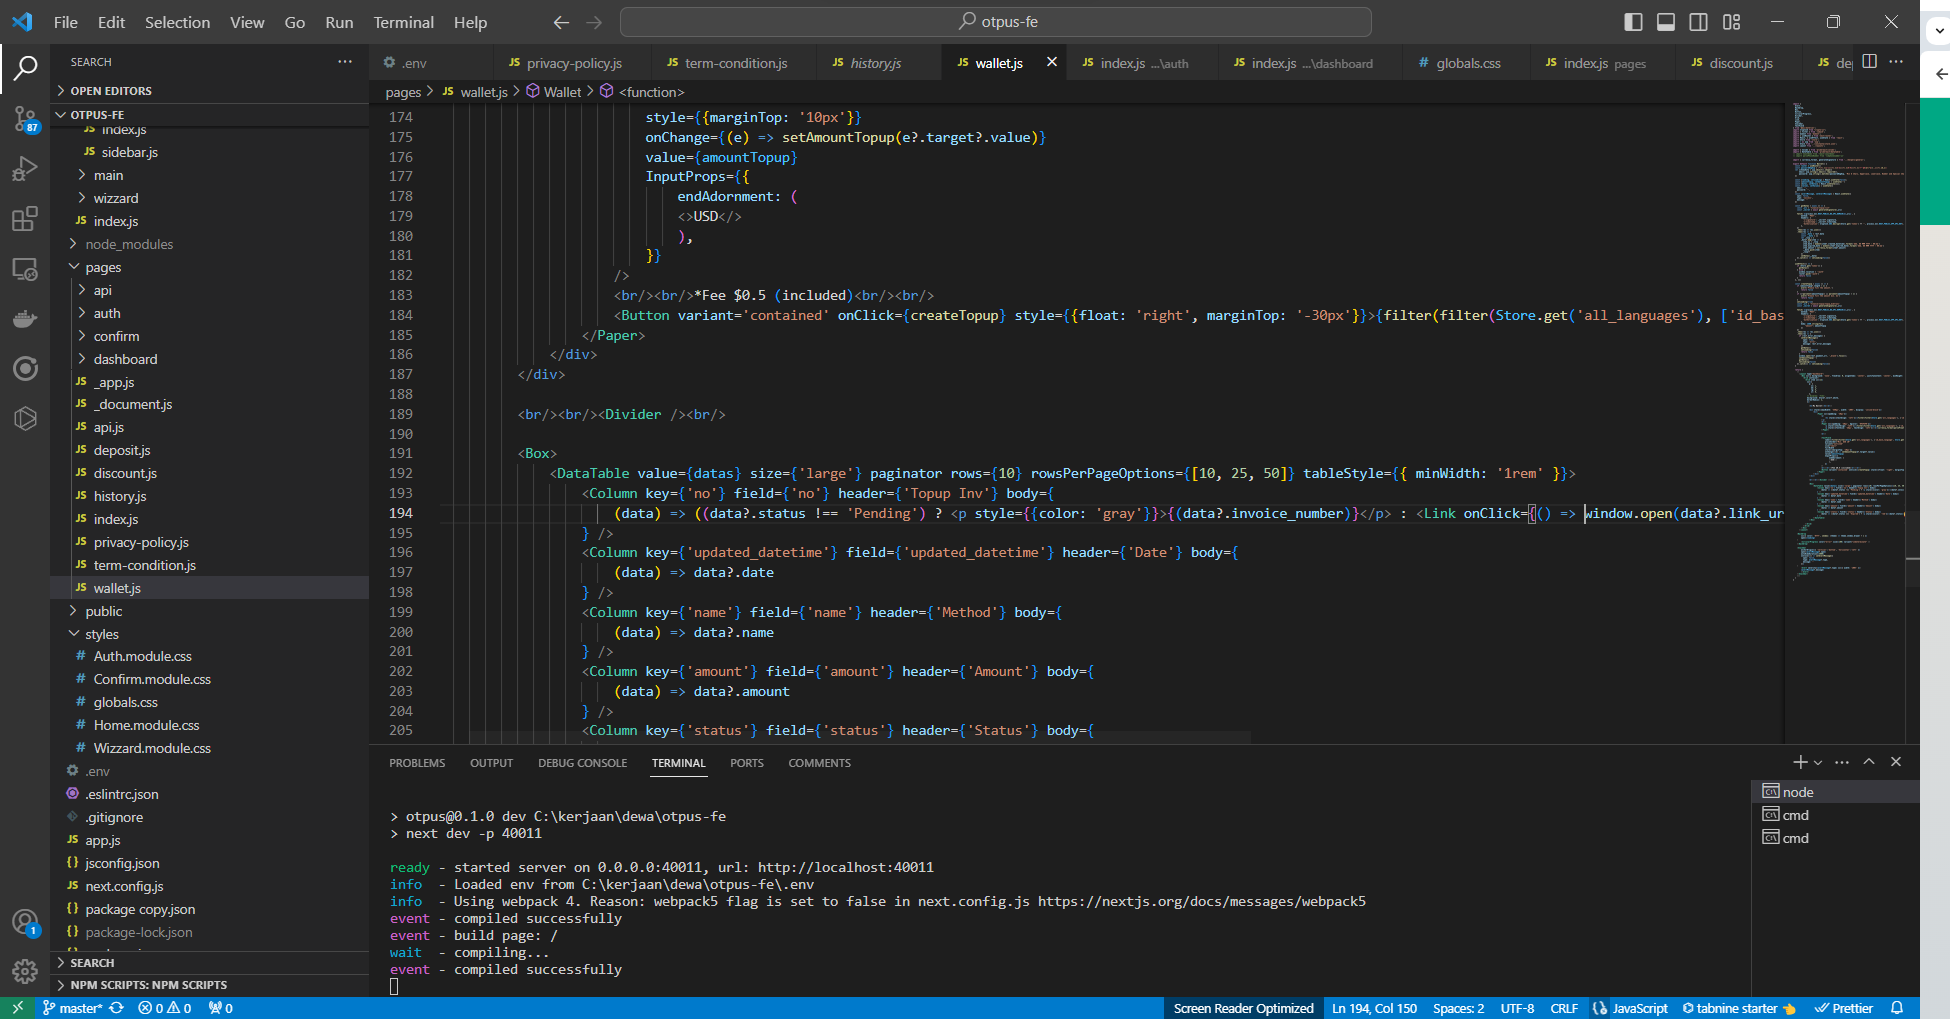 File Edit Selection View Go Run Terminal Help
otpus-fe
SEARCH
OPEN EDITORS
OTPUS-FE
index.js
sidebar.js
main
wizzard
index.js
node_modules
pages
api
auth
confirm
dashboard
_app.js
_document.js
api.js
deposit.js
discount.js
history.js
index.js
privacy-policy.js
term-condition.js
wallet.js
public
styles
Auth.module.css
Confirm.module.css
globals.css
Home.module.css
Wizzard.module.css
.env
.eslintrc.json
.gitignore
app.js
jsconfig.json
next.config.js
package copy.json
package-lock.json
SEARCH
NPM SCRIPTS: NPM SCRIPTS
87
1
.env JS privacy-policy.js JS term-condition.js JS history.js JS wallet.js JS index.js ...\auth JS index.js ...\dashboard # globals.css JS index.js pages JS discount.js JS
pages > JS wallet.js > Wallet > <function>
174 style={{marginTop: '10px'}}
175 onChange={(e) => setAmountTopup(e?.target?.value)}
176 value={amountTopup}
177 InputProps={{
178 endAdornment: (
179 <>USD</>
180 ),
181 }}
182 />
183 <br/><br/>*Fee $0.5 (included)<br/><br/>
184 <Button variant='contained' onClick={createTopup} style={{float: 'right', marginTop: '-30px'}}>{filter(filter(Store.get('all_languages'), ['id_bas
185 </Paper>
186 </div>
187 </div>
188
189 <br/><br/><Divider /><br/>
190
191 <Box>
192 <DataTable value={datas} size={'large'} paginator rows={10} rowsPerPageOptions={[10, 25, 50]} tableStyle={{ minWidth: '1rem' }}>
193 <Column key={'no'} field={'no'} header={'Topup Inv'} body={
194 (data) => ((data?.status !== 'Pending') ? <p style={{color: 'gray'}}>{(data?.invoice_number)}</p> : <Link onClick={() => window.open(data?.link_ur
195 } />
196 <Column key={'updated_datetime'} field={'updated_datetime'} header={'Date'} body={
197 (data) => data?.date
198 } />
199 <Column key={'name'} field={'name'} header={'Method'} body={
200 (data) => data?.name
201 } />
202 <Column key={'amount'} field={'amount'} header={'Amount'} body={
203 (data) => data?.amount
204 } />
205 <Column key={'status'} field={'status'} header={'Status'} body={
PROBLEMS OUTPUT DEBUG CONSOLE TERMINAL PORTS COMMENTS
> otpus@0.1.0 dev C:\kerjaan\dewa\otpus-fe
> next dev -p 40011
ready - started server on 0.0.0.0:40011, url: http://localhost:40011
info - Loaded env from C:\kerjaan\dewa\otpus-fe\.env
info - Using webpack 4. Reason: webpack5 flag is set to false in next.config.js https://nextjs.org/docs/messages/webpack5
event - compiled successfully
event - build page: /
wait - compiling...
event - compiled successfully
node
cmd
cmd
master* 0 0 0
Screen Reader Optimized Ln 194, Col 150 Spaces: 2 UTF-8 CRLF JavaScript tabnine starter Prettier